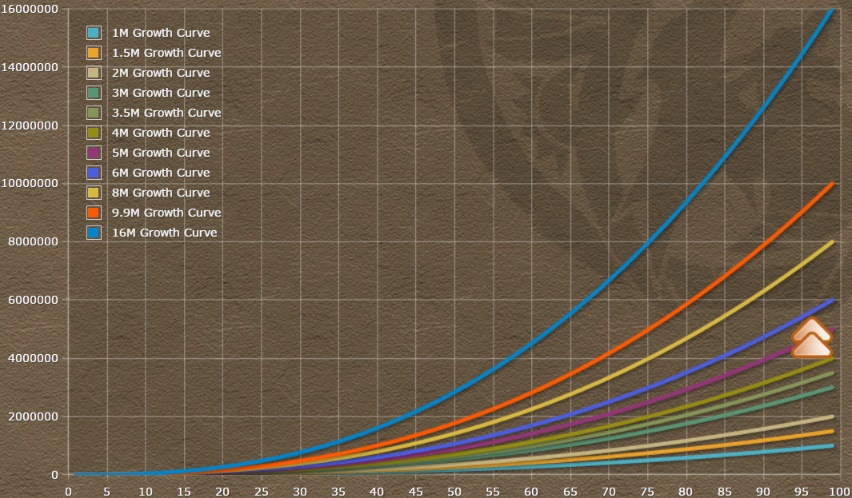 16000000
14000000
12000000
10000000
8000000
6000000
4000000
2000000
0
1M Growth Curve
1.5M Growth Curve
2M Growth Curve
3M Growth Curve
3.5M Growth Curve
4M Growth Curve
5M Growth Curve
6M Growth Curve
8M Growth Curve
9.9M Growth Curve
16M Growth Curve
0 5 10 15 20 25 30 35 40 45 50 55 60 65 70 75 80 85 90 95 100